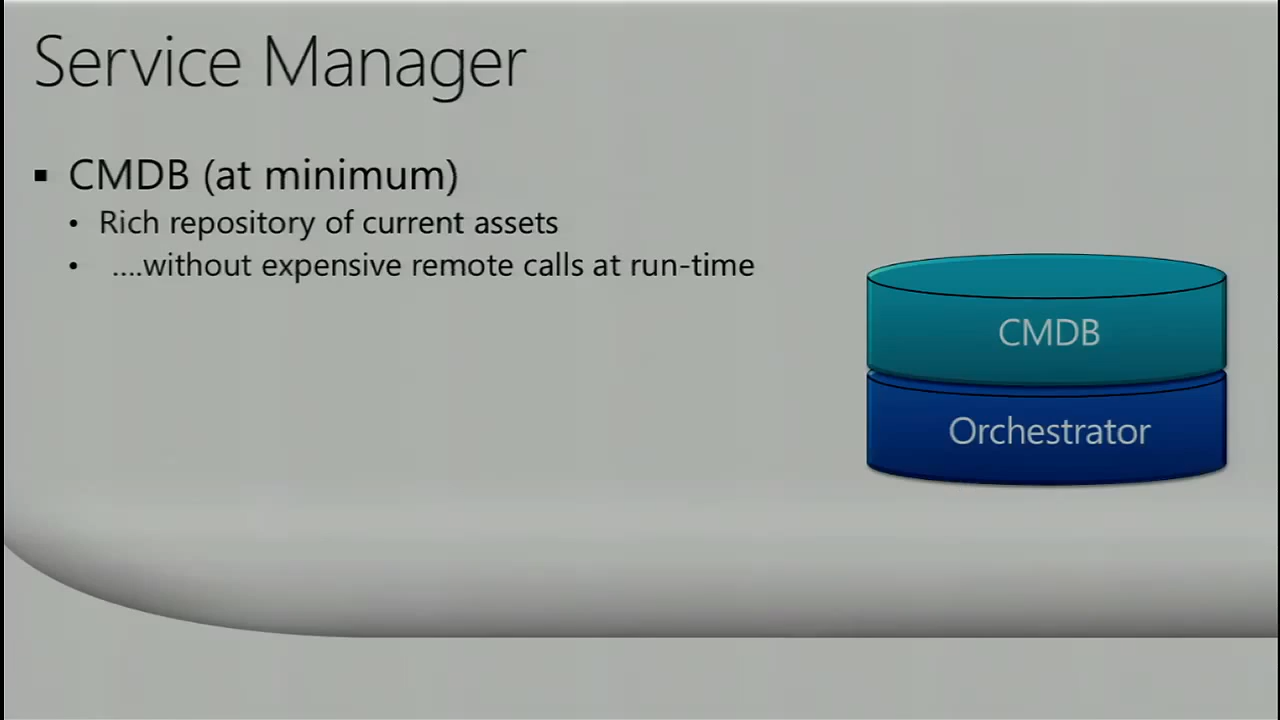 Service Manager
▪ CMDB (at minimum)
• Rich repository of current assets
• ....without expensive remote calls at run-time
CMDB
Orchestrator